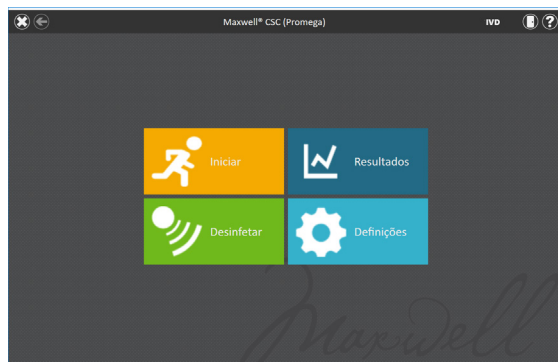 Maxwell® CSC (Promega)
IVD
?
Iniciar
Resultados
Desinfetar
Definições
Maxwell